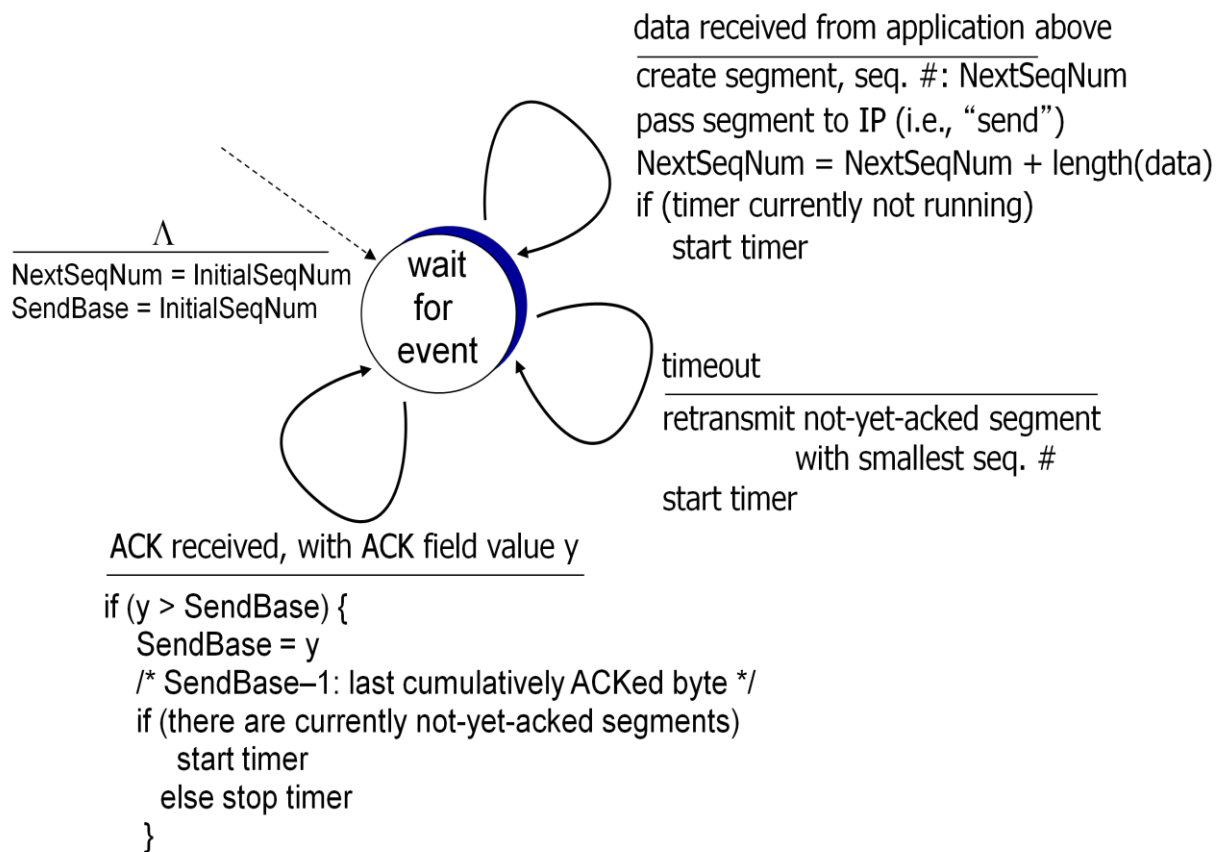 data received from application above
create segment, seq. #: NextSeqNum
pass segment to IP (i.e., “send”)
NextSeqNum = NextSeqNum + length(data)
if (timer currently not running)
start timer
Λ
NextSeqNum = InitialSeqNum
SendBase = InitialSeqNum
wait
for
event
timeout
retransmit not-yet-acked segment
with smallest seq. #
start timer
ACK received, with ACK field value y
if (y > SendBase) {
SendBase = y
/* SendBase–1: last cumulatively ACKed byte */
if (there are currently not-yet-acked segments)
start timer
else stop timer
}